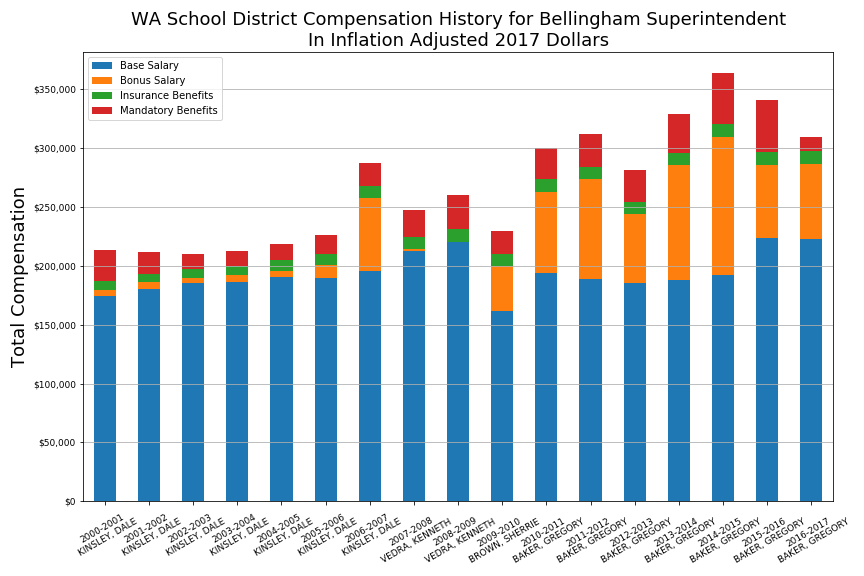 WA School District Compensation History for Bellingham Superintendent
In Inflation Adjusted 2017 Dollars
Base Salary
Bonus Salary
Insurance Benefits
Mandatory Benefits
Total Compensation
$350,000
$300,000
$250,000
$200,000
$150,000
$100,000
$50,000
$0
2000-2001
KINSLEY, DALE
2001-2002
KINSLEY, DALE
2002-2003
KINSLEY, DALE
2003-2004
KINSLEY, DALE
2004-2005
KINSLEY, DALE
2005-2006
KINSLEY, DALE
2006-2007
KINSLEY, DALE
2007-2008
VEDRA, KENNETH
2008-2009
VEDRA, KENNETH
2009-2010
BROWN, SHERRIE
2010-2011
BAKER, GREGORY
2011-2012
BAKER, GREGORY
2012-2013
BAKER, GREGORY
2013-2014
BAKER, GREGORY
2014-2015
BAKER, GREGORY
2015-2016
BAKER, GREGORY
2016-2017
BAKER, GREGORY